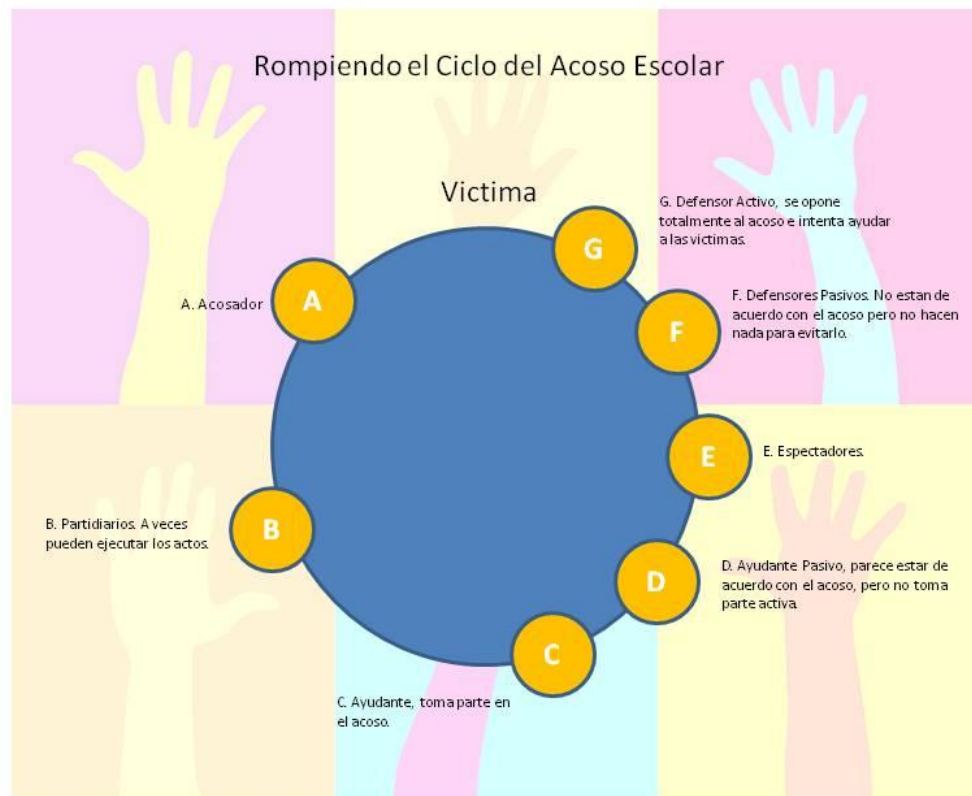 Rompiendo el Ciclo del Acoso Escolar
Victima
G
G. Defensor Activo, se opone
totalmente al acoso e intenta ayudar
a las victimas.
A. Acosador
A
F
F. Defensores Pasivos. No estan de
acuerdo con el acoso pero no hacen
nada para evitarlo.
E
E. Espectadores.
B. Partidiarios. A veces
pueden ejecutar los actos.
B
D
D. Ayudante Pasivo, parece estar de
acuerdo con el acoso, pero no toma
parte activa.
C
C. Ayudante, toma parte en
el acoso.